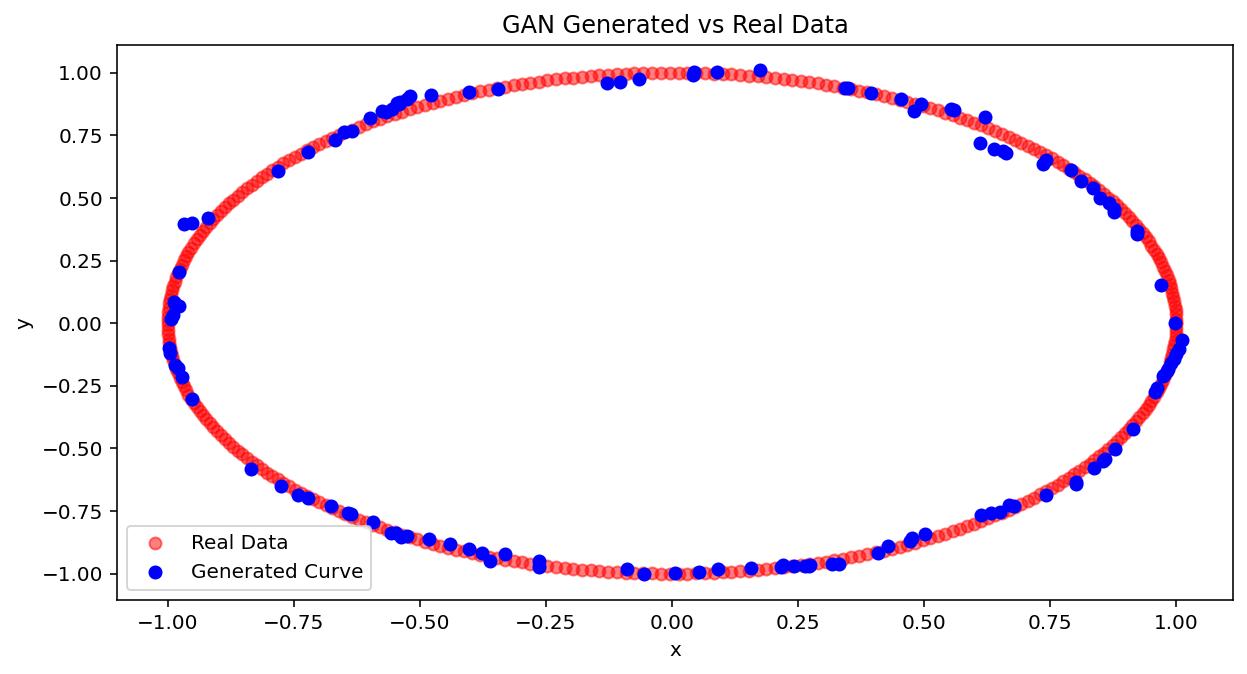 GAN Generated vs Real Data
1.00
0.75
0.50
0.25
0.00
−0.25
−0.50
−0.75
−1.00
y
Real Data
Generated Curve
−1.00 −0.75 −0.50 −0.25 0.00 0.25 0.50 0.75 1.00
x